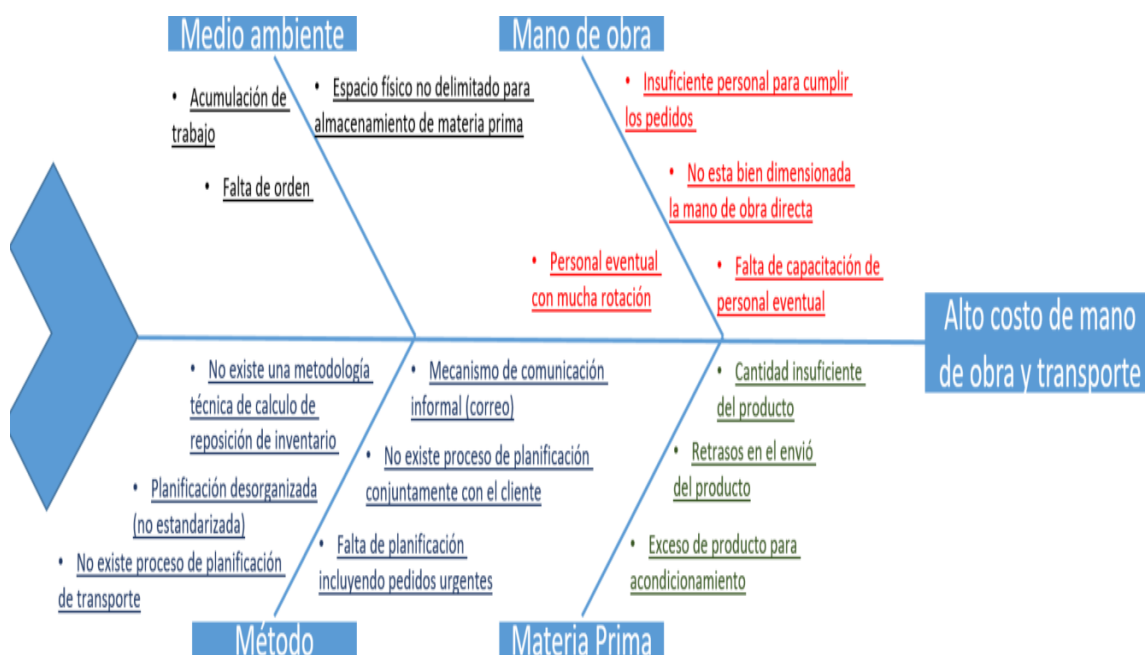 Medio ambiente
• Acumulación de
trabajo
• Espacio físico no delimitado para
almacenamiento de materia prima
• Falta de orden
Mano de obra
• Insuficiente personal para cumplir
los pedidos
• No esta bien dimensionada
la mano de obra directa
• Personal eventual
con mucha rotación
• Falta de capacitación de
personal eventual
Alto costo de mano
de obra y transporte
• No existe una metodología
técnica de calculo de
reposición de inventario
• Planificación desorganizada
(no estandarizada)
• No existe proceso de planificación
de transporte
• Mecanismo de comunicación
informal (correo)
• No existe proceso de planificación
conjuntamente con el cliente
• Falta de planificación
incluyendo pedidos urgentes
Método
• Cantidad insuficiente
del producto
• Retrasos en el envió
del producto
• Exceso de producto para
acondicionamiento
Materia Prima